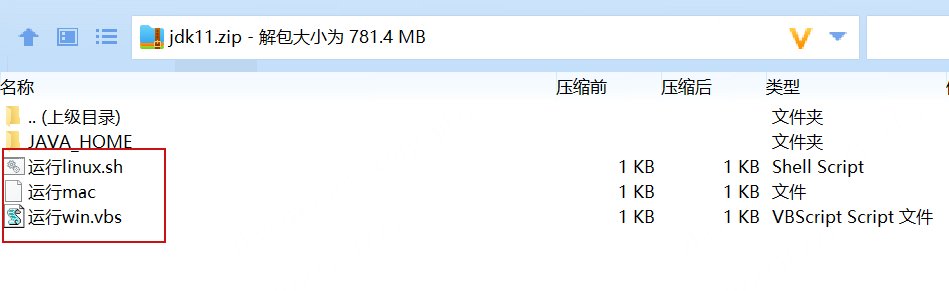 jdk11.zip - 解包大小为 781.4 MB
名称 压缩前 压缩后 类型
.. (上级目录) 文件夹
JAVA_HOME 文件夹
运行linux.sh 1 KB 1 KB Shell Script
运行mac 1 KB 1 KB 文件
运行win.vbs 1 KB 1 KB VBScript Script 文件